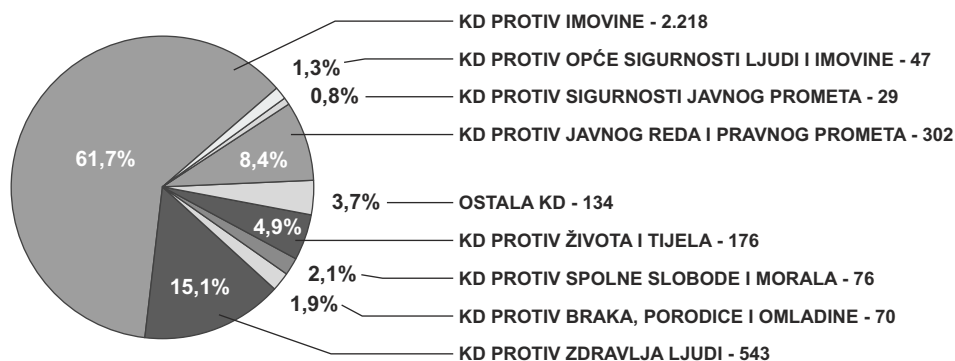 KD PROTIV IMOVINE - 2.218
1,3%
KD PROTIV OPĆE SIGURNOSTI LJUDI I IMOVINE - 47
0,8%
KD PROTIV SIGURNOSTI JAVNOG PROMETA - 29
KD PROTIV JAVNOG REDA I PRAVNOG PROMETA - 302
61,7%
8,4%
3,7%
OSTALA KD - 134
4,9%
KD PROTIV ŽIVOTA I TIJELA - 176
2,1%
KD PROTIV SPOLNE SLOBODE I MORALA - 76
15,1%
1,9%
KD PROTIV BRAKA, PORODICE I OMLADINE - 70
KD PROTIV ZDRAVLJA LJUDI - 543